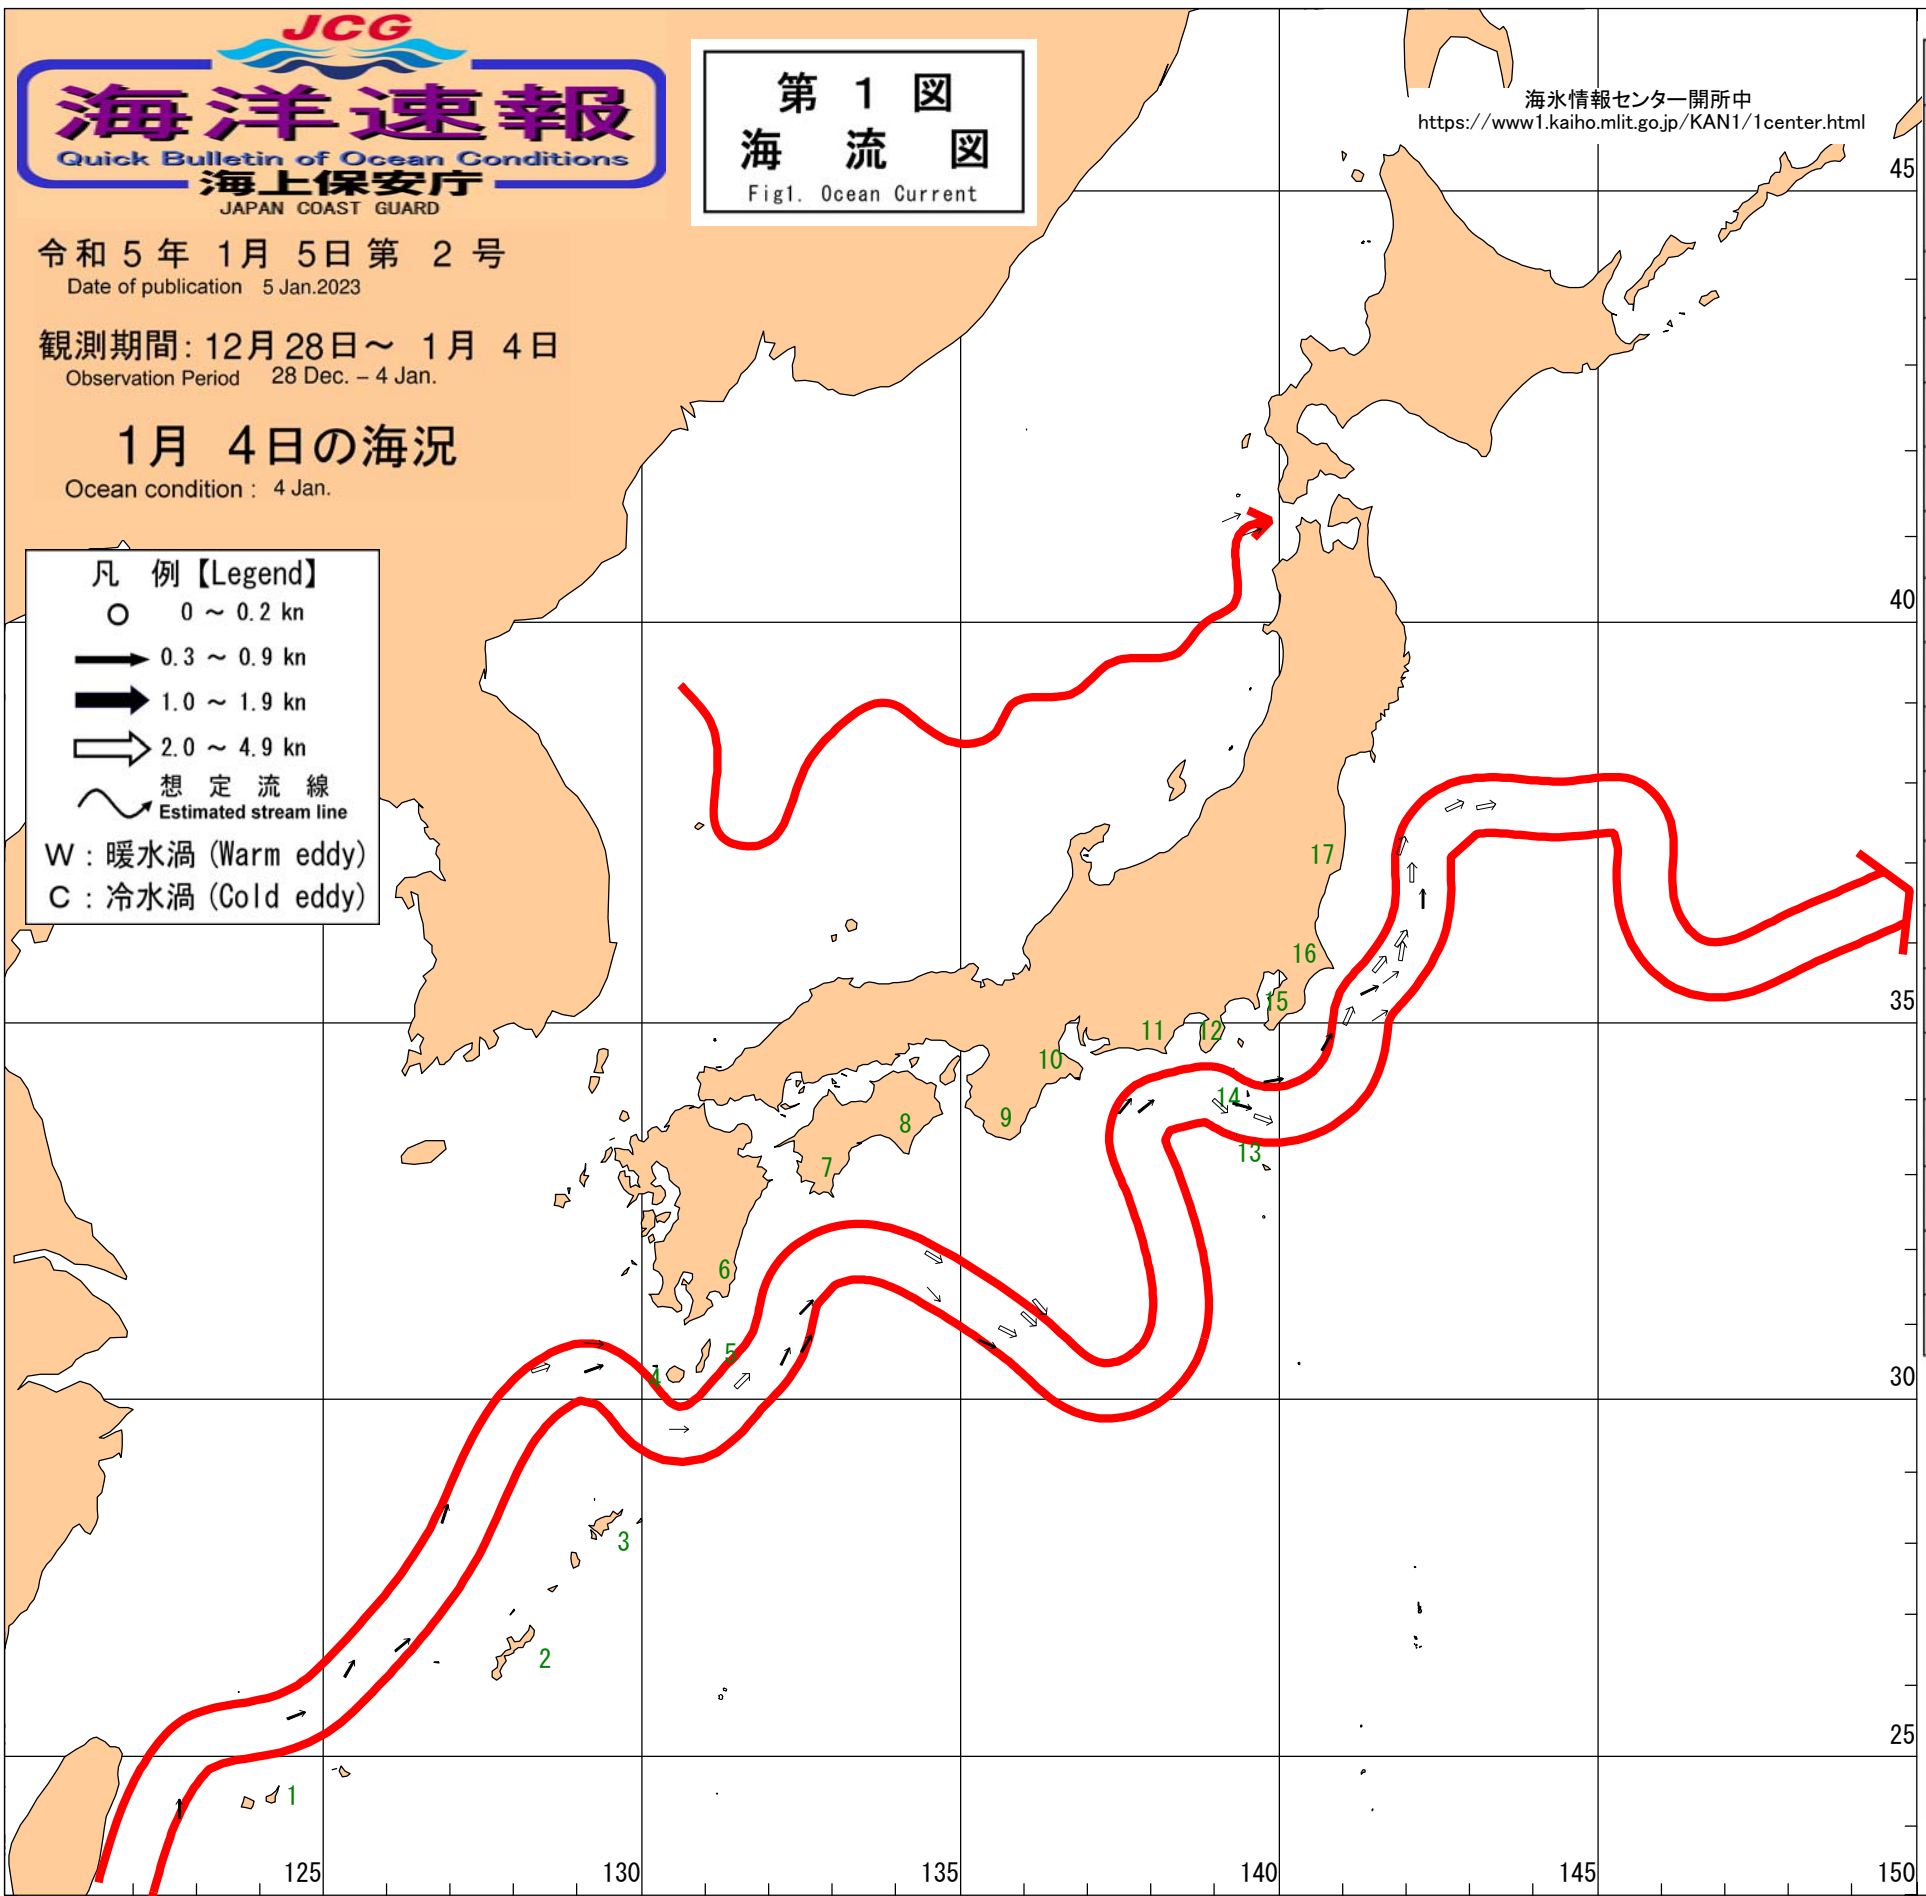 JCG
海洋速報
Quick Bulletin of Ocean Conditions
海上保安庁
JAPAN COAST GUARD
令和 5 年 1月 5日 第 2 号
Date of publication 5 Jan.2023
観測期間: 12月28日～ 1月 4日
Observation Period 28 Dec. – 4 Jan.
1月 4日の海況
Ocean condition : 4 Jan.
第 1 図
海 流 図
Fig1. Ocean Current
海氷情報センター開所中
https://www1.kaiho.mlit.go.jp/KAN1/1center.html
凡 例【Legend】
0 ～ 0.2 kn
0.3 ～ 0.9 kn
1.0 ～ 1.9 kn
2.0 ～ 4.9 kn
想 定 流 線
Estimated stream line
W : 暖水渦 (Warm eddy)
C : 冷水渦 (Cold eddy)
45
40
35
30
25
17
16
15
12
11
10
14
13
9
8
7
6
5
4
3
2
1
125
130
135
140
145
150